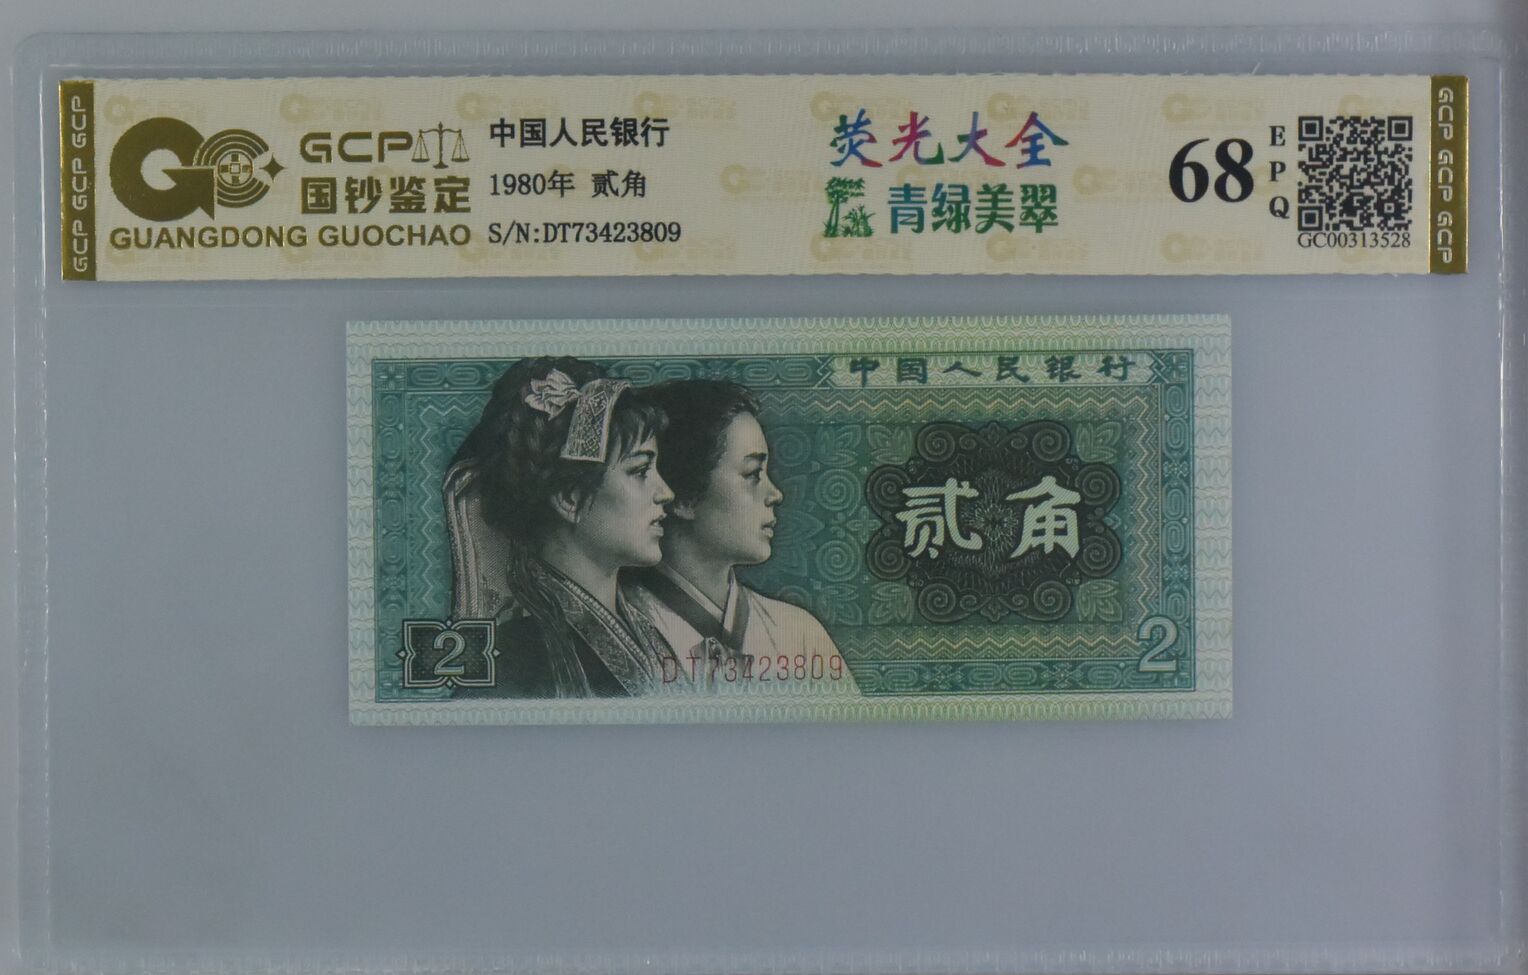 GCP GCP GCP
GCP
国钞鉴定
GUANGDONG GUOCHAO
中国人民银行
1980年 贰角
S/N:DT73423809
荧光大全
青绿美翠
68
EPQ
GC00313528
GCP GCP GCP
中国人民银行
贰角
2
2
DT73423809